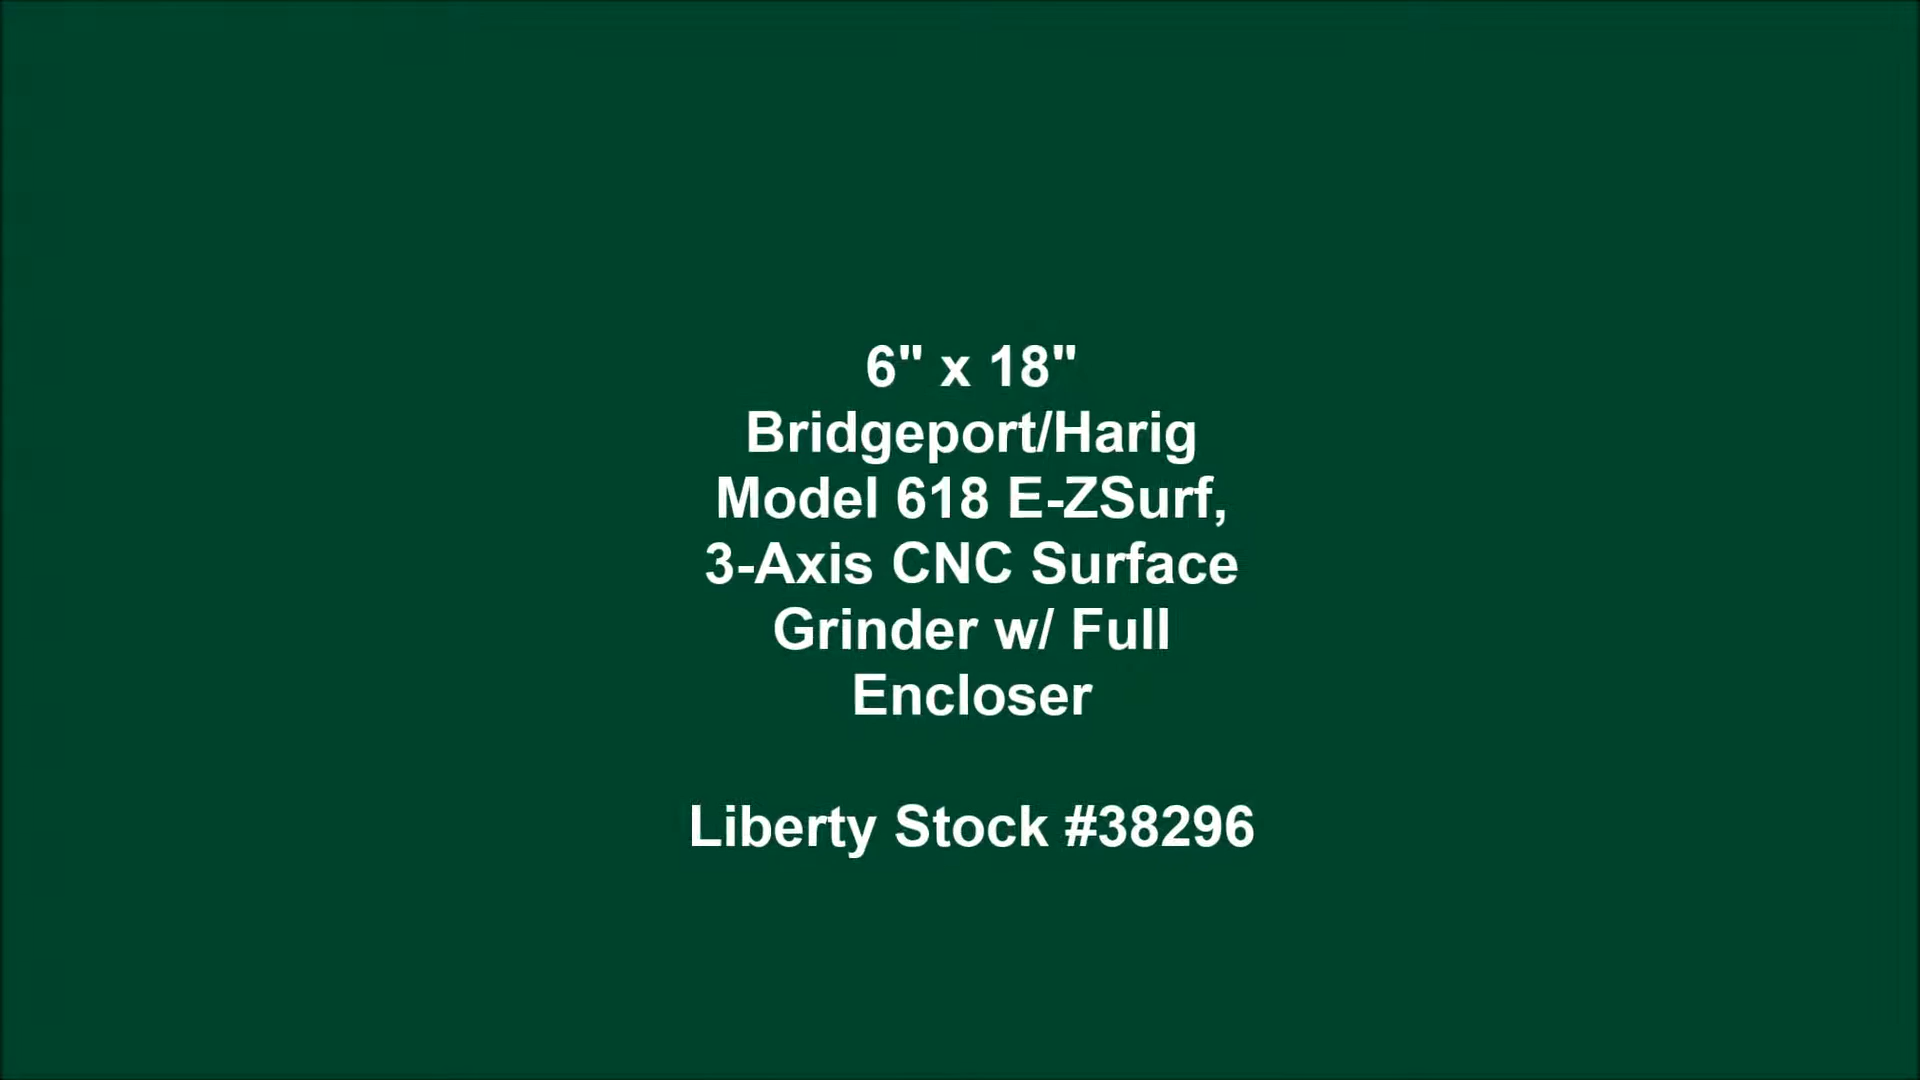 6" x 18"
Bridgeport/Harig
Model 618 E-ZSurf,
3-Axis CNC Surface
Grinder w/ Full
Encloser
Liberty Stock #38296